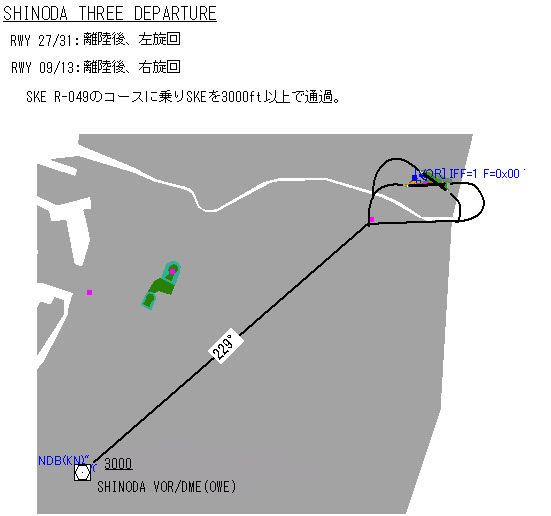 SHINODA THREE DEPARTURE
RWY 27/31:離陸後、左旋回
RWY 09/13:離陸後、右旋回
SKE R-049のコースに乗りSKEを3000ft以上で通過。
IFF=1 F=0x00
229°
NDB(KN)"
3000
SHINODA VOR/DME(OWE)